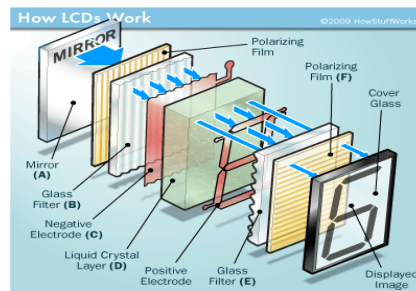 How LCDs Work
©2009 HowStuffWorks
MIRROR
Polarizing
Film
Polarizing
Film (F)
Cover
Glass
Mirror
(A)
Glass
Filter (B)
Negative
Electrode (C)
Liquid Crystal
Layer (D)
Positive
Electrode
Glass
Filter (E)
Displayed
Image